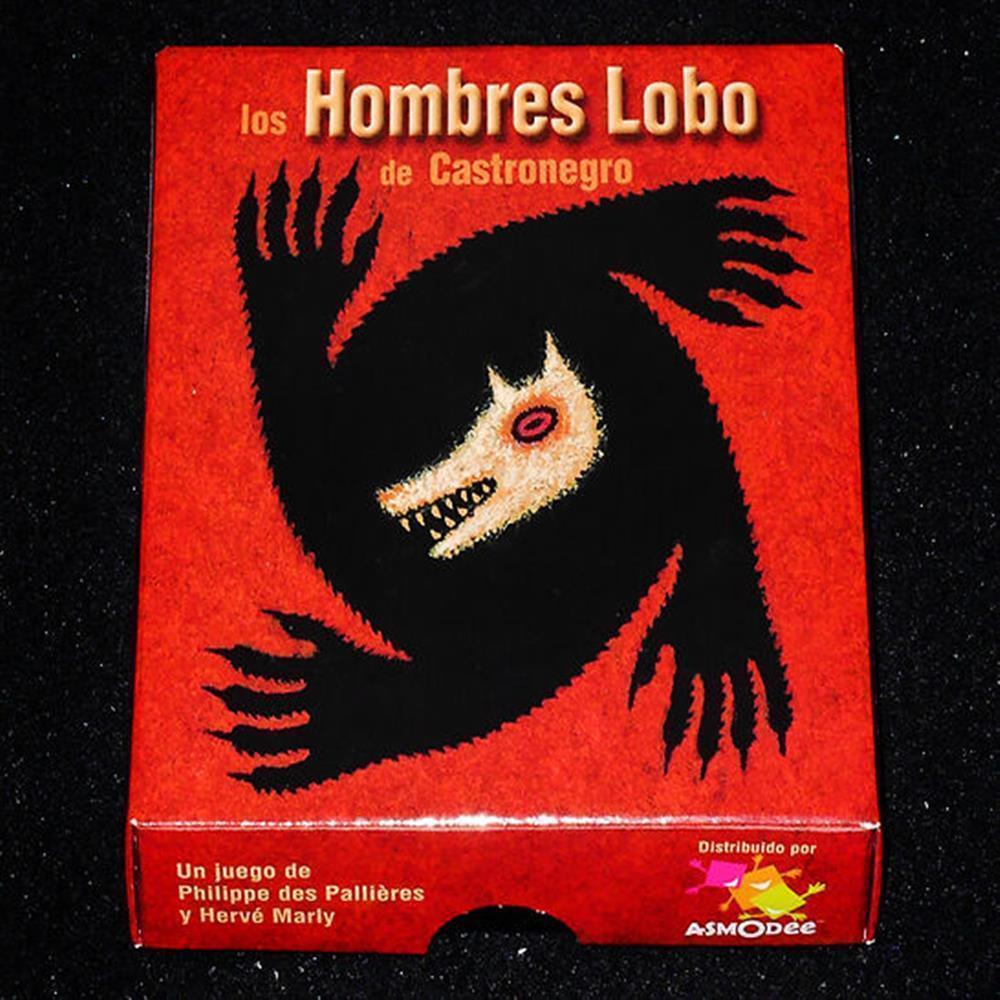 los Hombres Lobo
de Castronegro
Un juego de
Philippe des Pallières
y Hervé Marly
Distribuido por
ASMODee